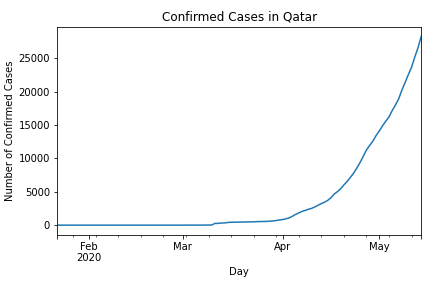 Confirmed Cases in Qatar
Number of Confirmed Cases
25000
20000
15000
10000
5000
0
Feb
2020
Mar
Apr
May
Day